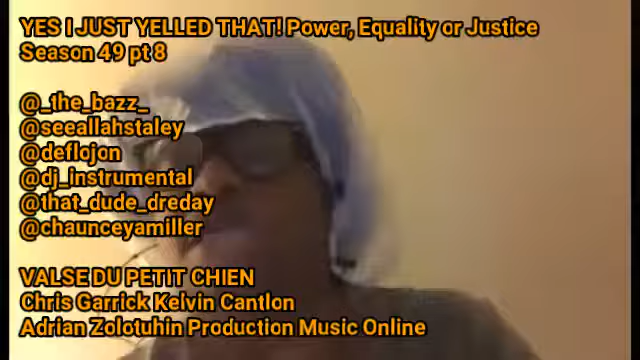 YES I JUST YELLED THAT! Power, Equality or Justice
Season 49 pt 8
@_the_bazz_
@seeallahstaley
@deflojon
@dj_instrumental
@that_dude_dreday
@chaunceyamiller
VALSE DU PETIT CHIEN
Chris Garrick Kelvin Cantlon
Adrian Zolotuhin Production Music Online